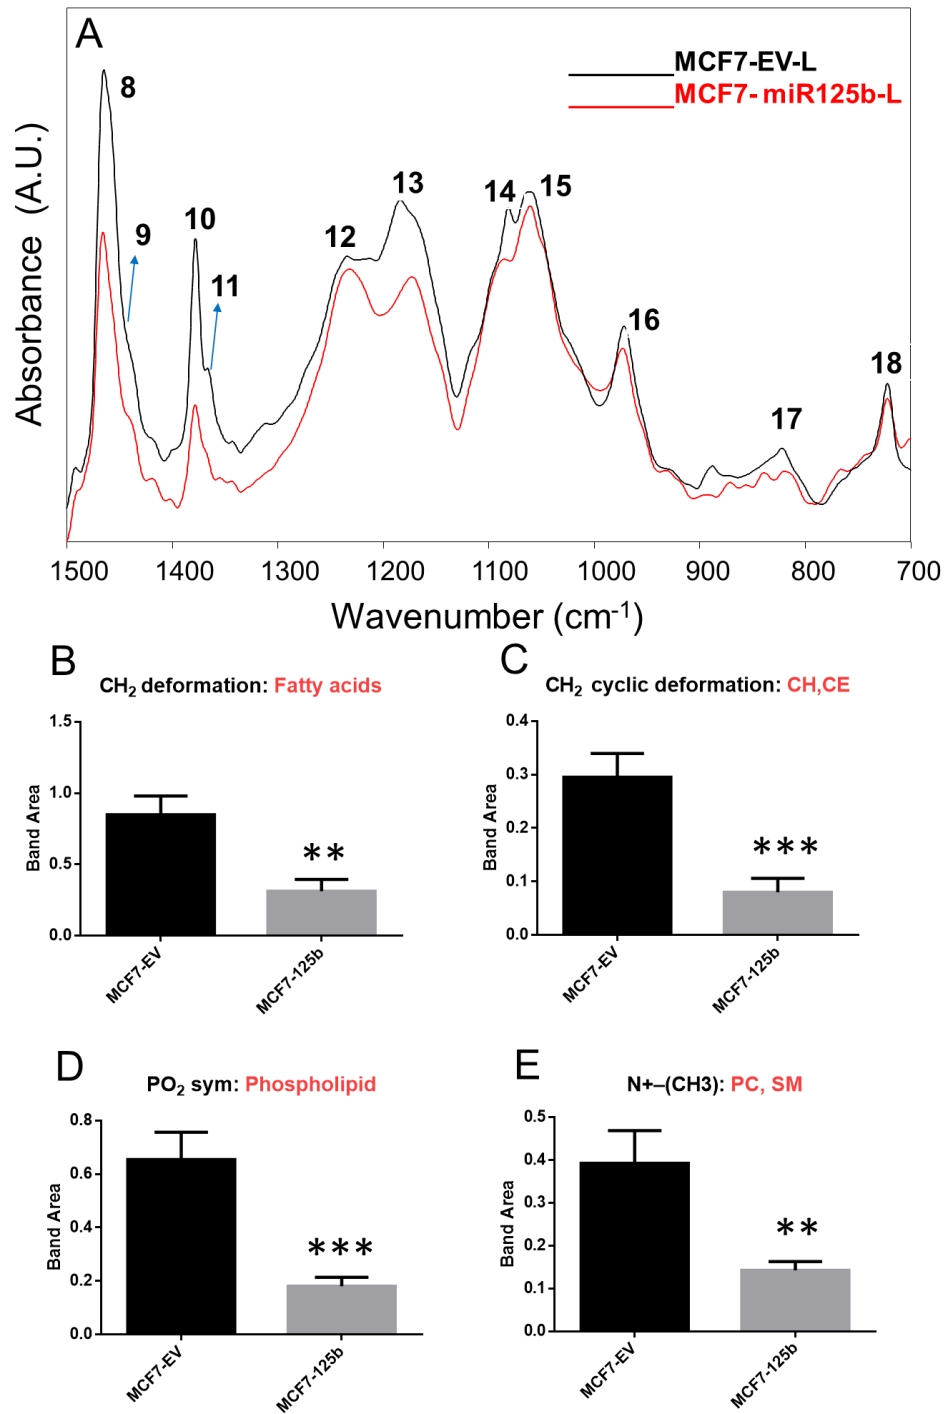 A
MCF7-EV-L
MCF7- miR125b-L
8
9
10
11
12
13
14
15
16
17
18
Absorbance (A.U.)
1500 1400 1300 1200 1100 1000 900 800 700
Wavenumber (cm-1)
B
CH2 deformation: Fatty acids
1.5
1.0
0.5
0.0
Band Area
**
MCF7-EV
MCF7-125b
C
CH2 cyclic deformation: CH,CE
0.4
0.3
0.2
0.1
0.0
Band Area
***
MCF7-EV
MCF7-125b
D
PO2 sym: Phospholipid
0.8
0.6
0.4
0.2
0.0
Band Area
***
MCF7-EV
MCF7-125b
E
N+–(CH3): PC, SM
0.5
0.4
0.3
0.2
0.1
0.0
Band Area
**
MCF7-EV
MCF7-125b